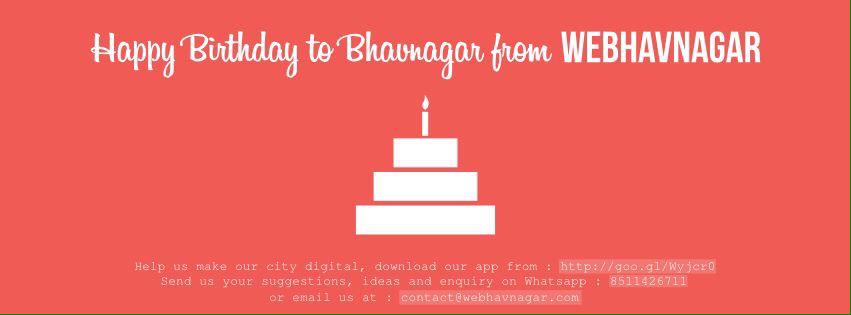 Happy Birthday to Bhavnagar from WEBHAVNAGAR
Help us make our city digital, download our app from : http://goo.gl/Wyjcr0
Send us your suggestions, ideas and enquiry on Whatsapp : 8511426711
or email us at : contact@webhavnagar.com